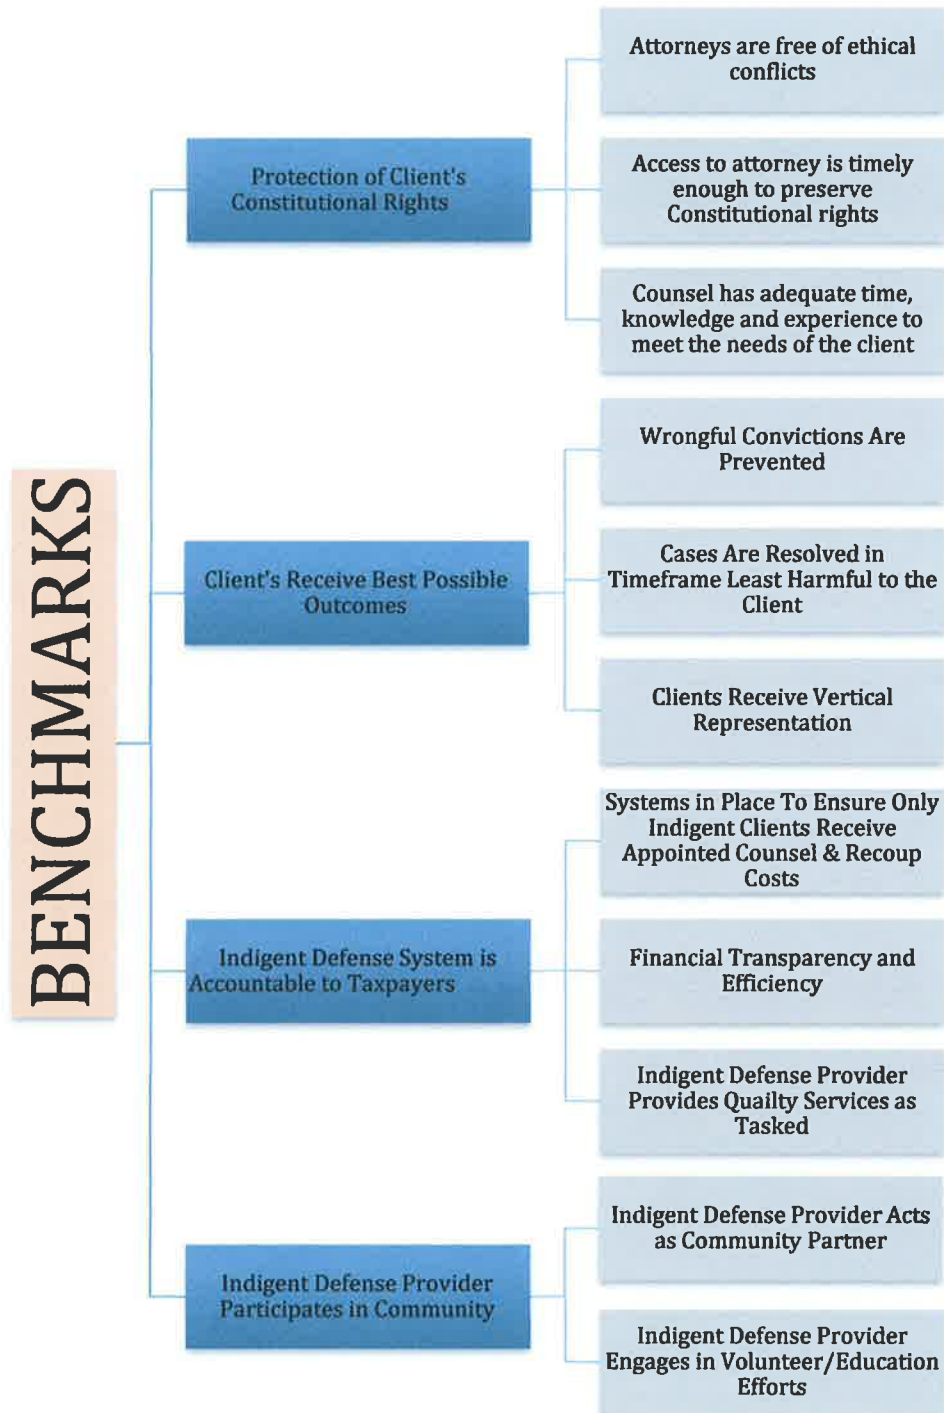 BENCHMARKS
Protection of Client's
Constitutional Rights
Attorneys are free of ethical
conflicts
Access to attorney is timely
enough to preserve
Constitutional rights
Counsel has adequate time,
knowledge and experience to
meet the needs of the client
Client's Receive Best Possible
Outcomes
Wrongful Convictions Are
Prevented
Cases Are Resolved in
Timeframe Least Harmful to the
Client
Clients Receive Vertical
Representation
Indigent Defense System is
Accountable to Taxpayers
Systems in Place To Ensure Only
Indigent Clients Receive
Appointed Counsel & Recoup
Costs
Financial Transparency and
Efficiency
Indigent Defense Provider
Provides Quailty Services as
Tasked
Indigent Defense Provider
Participates in Community
Indigent Defense Provider Acts
as Community Partner
Indigent Defense Provider
Engages in Volunteer/Education
Efforts